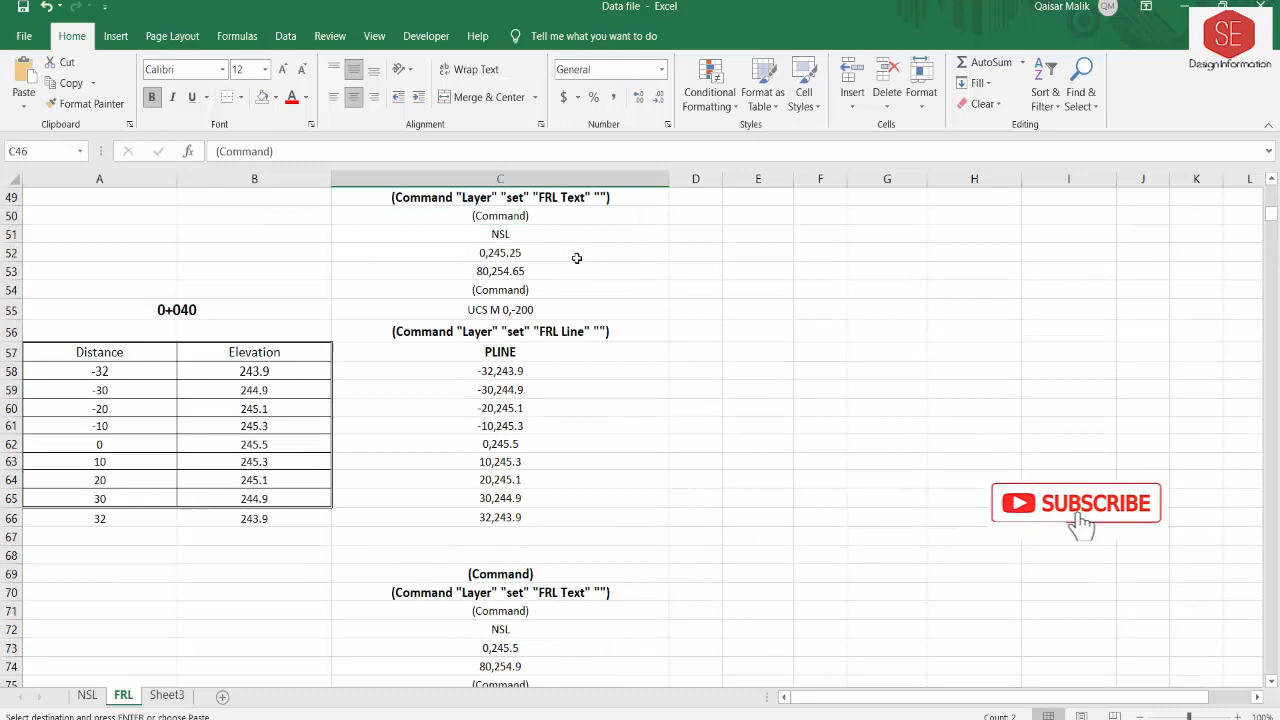 Data file - Excel
Qaisar Malik QM
SE
Design Information
File Home Insert Page Layout Formulas Data Review View Developer Help Tell me what you want to do
Cut
Copy
Format Painter
Paste
Clipboard
Calibri 12
B I U
Font
Wrap Text
Merge & Center
Alignment
General
$ % ,
Number
Conditional Formatting
Format as Table
Cell Styles
Styles
Insert Delete Format
Cells
AutoSum
Fill
Clear
Sort & Filter
Find & Select
Editing
C46 fx (Command)
A B C D E F G H I J K L
49 (Command "Layer" "set" "FRL Text" "")
50 (Command)
51 NSL
52 0,245.25
53 80,254.65
54 (Command)
55 0+040 UCS M 0,-200
56 (Command "Layer" "set" "FRL Line" "")
57 Distance Elevation PLINE
58 -32 243.9 -32,243.9
59 -30 244.9 -30,244.9
60 -20 245.1 -20,245.1
61 -10 245.3 -10,245.3
62 0 245.5 0,245.5
63 10 245.3 10,245.3
64 20 245.1 20,245.1
65 30 244.9 30,244.9
66 32 243.9 32,243.9
67
68
69 (Command)
70 (Command "Layer" "set" "FRL Text" "")
71 (Command)
72 NSL
73 0,245.5
74 80,254.9
75 (Command)
SUBSCRIBE
NSL FRL Sheet3
Select destination and press ENTER or choose Paste Count: 2 100%